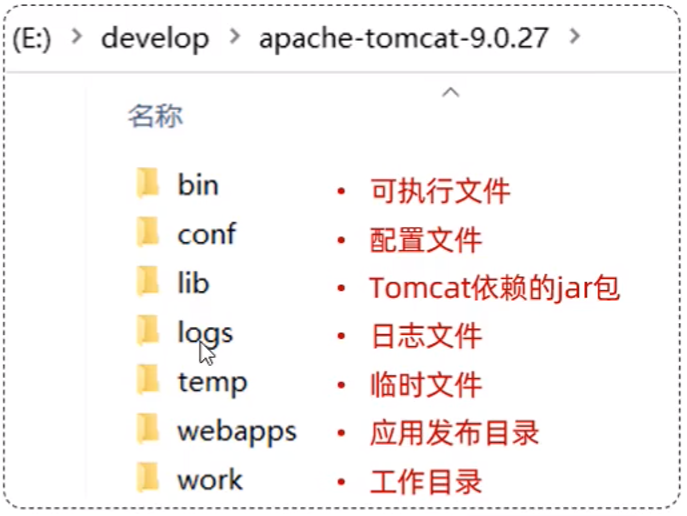 (E:) > develop > apache-tomcat-9.0.27 >
名称
bin • 可执行文件
conf • 配置文件
lib • Tomcat依赖的jar包
logs • 日志文件
temp • 临时文件
webapps • 应用发布目录
work • 工作目录